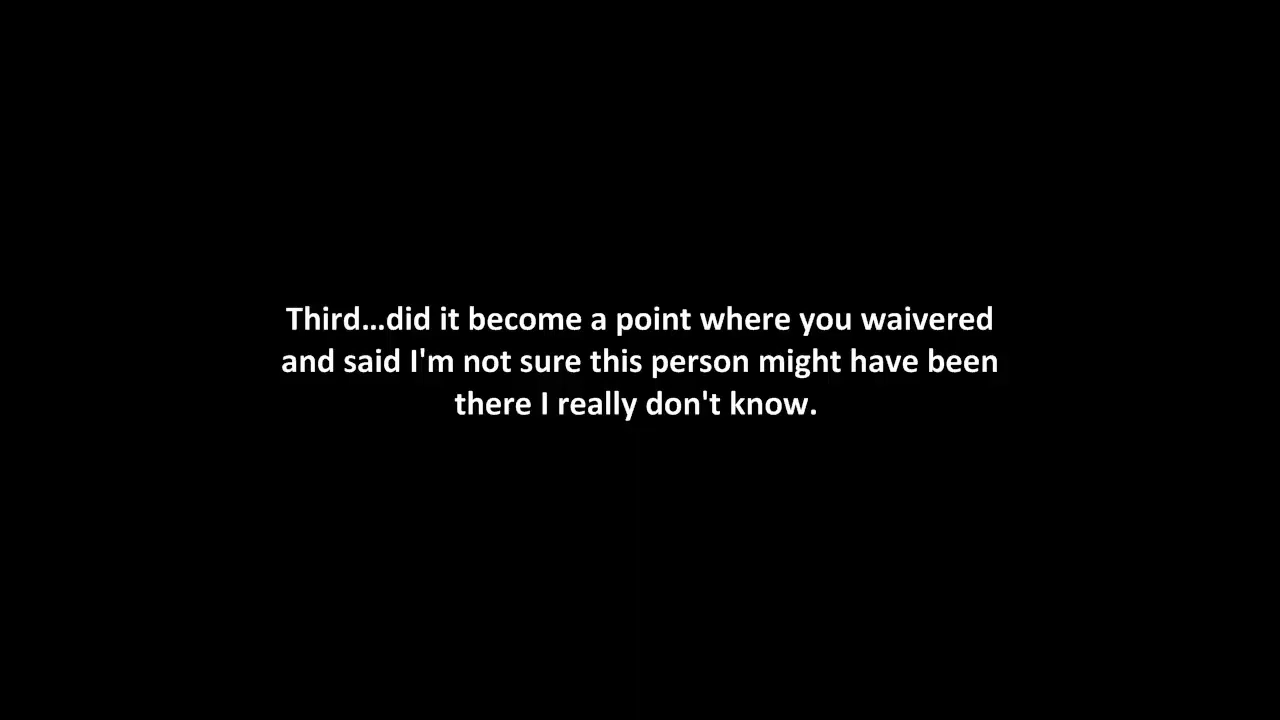 Third...did it become a point where you waivered
and said I'm not sure this person might have been
there I really don't know.